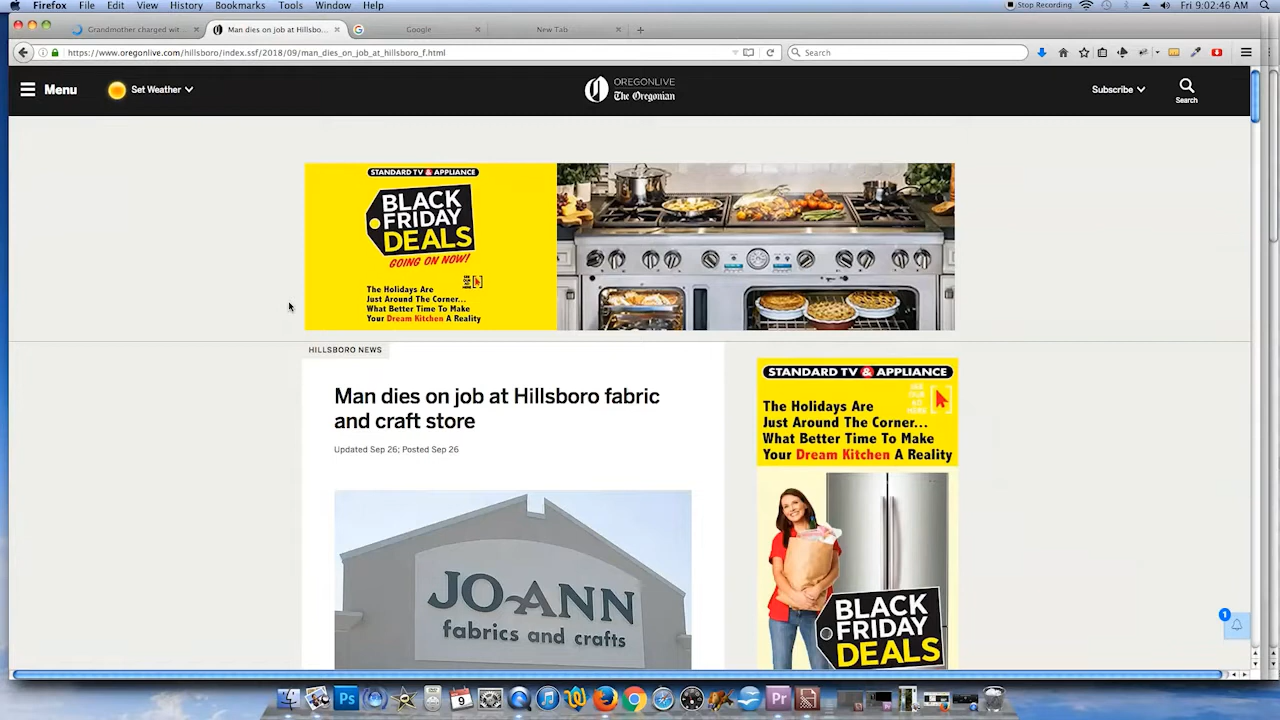 Firefox File Edit View History Bookmarks Tools Window Help
Stop Recording Fri 9:02:46 AM
Grandmother charged wit
Man dies on job at Hillsbo...
Google
New Tab
https://www.oregonlive.com/hillsboro/index.ssf/2018/09/man_dies_on_job_at_hillsboro_f.html
Search
Menu
Set Weather
OREGONLIVE
The Oregonian
Subscribe
Search
STANDARD TV & APPLIANCE
BLACK
FRIDAY
DEALS
GOING ON NOW!
The Holidays Are
Just Around The Corner...
What Better Time To Make
Your Dream Kitchen A Reality
HILLSBORO NEWS
Man dies on job at Hillsboro fabric
and craft store
Updated Sep 26; Posted Sep 26
JO-ANN
fabrics and crafts
STANDARD TV & APPLIANCE
The Holidays Are
Just Around The Corner...
What Better Time To Make
Your Dream Kitchen A Reality
BLACK
FRIDAY
DEALS
1
9
Ps
Pr